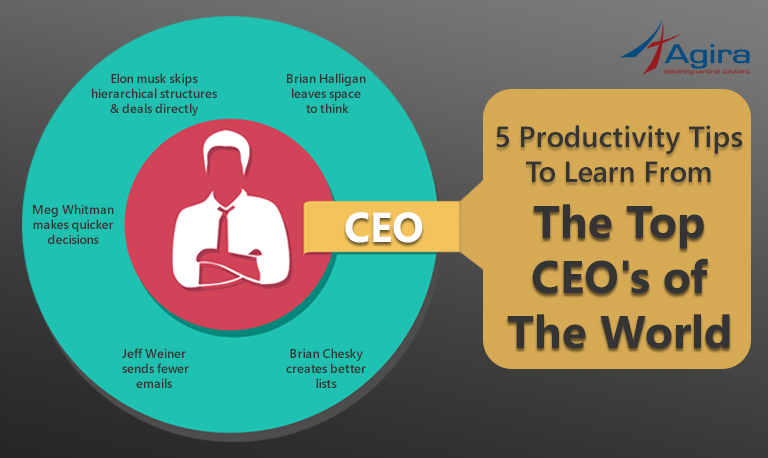 Elon musk skips
hierarchical structures
& deals directly
Brian Halligan
leaves space
to think
Meg Whitman
makes quicker
decisions
CEO
Jeff Weiner
sends fewer
emails
Brian Chesky
creates better
lists
Agira
delivering centriel solutions
5 Productivity Tips
To Learn From
The Top
CEO's of
The World